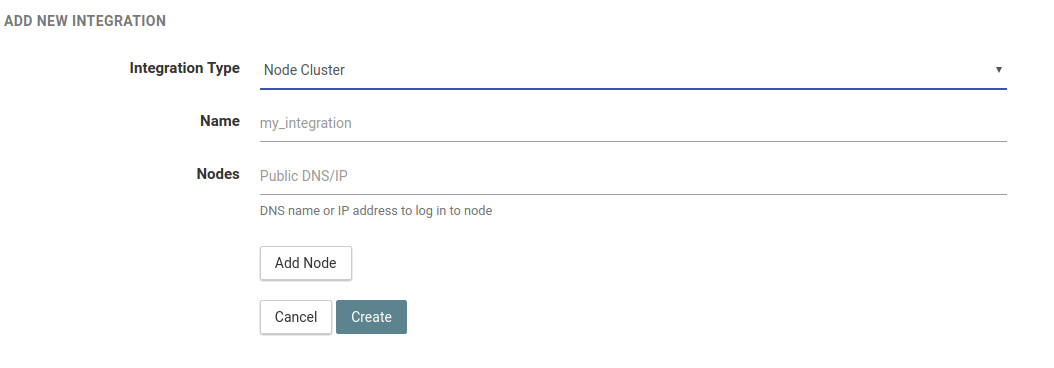 ADD NEW INTEGRATION
Integration Type Node Cluster ▼
Name my_integration
Nodes Public DNS/IP
DNS name or IP address to log in to node
Add Node
Cancel Create